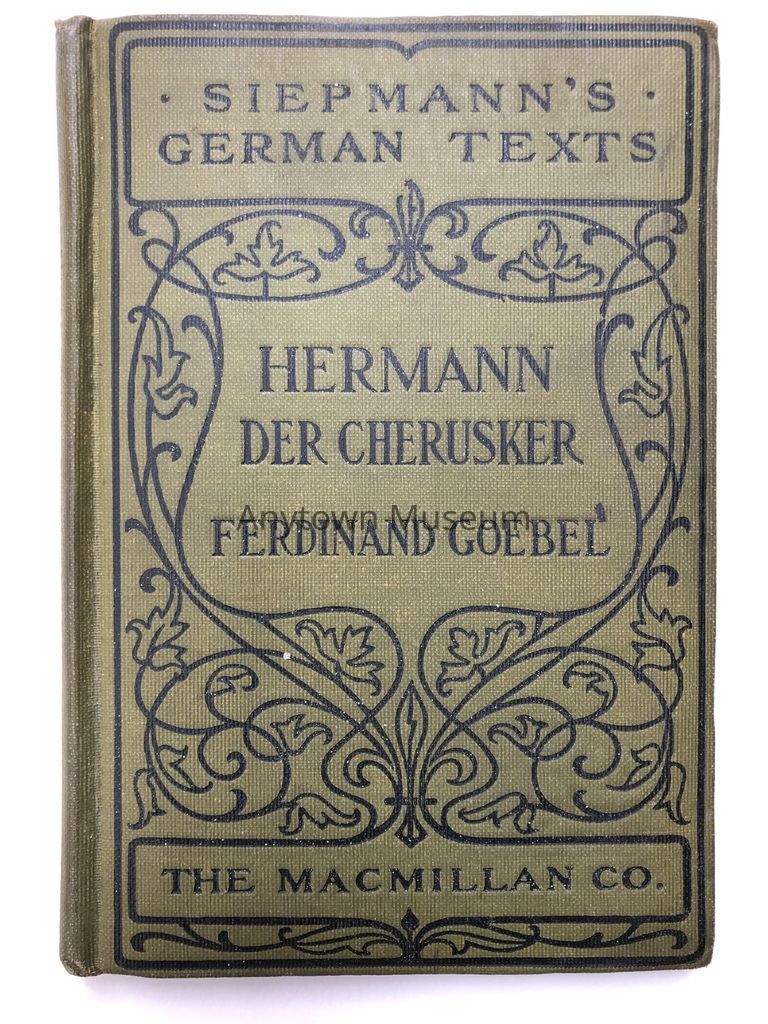 · SIEPMANN'S ·
GERMAN TEXTS
HERMANN
DER CHERUSKER
Anytown Museum
FERDINAND GOEBEL
THE MACMILLAN CO.